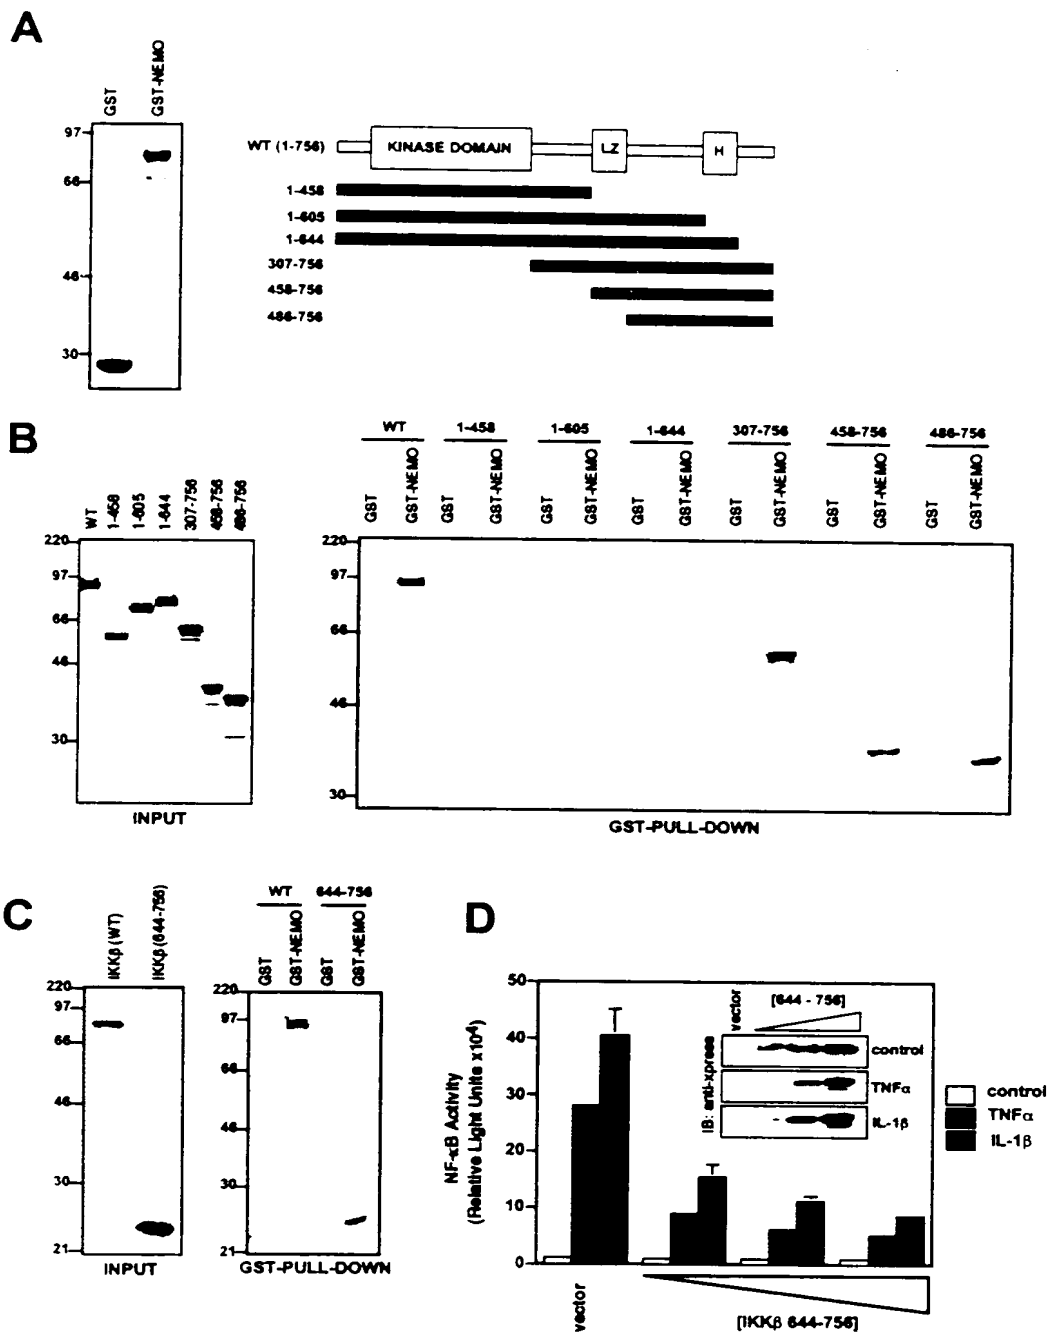 A
GST
GST-NEMO
97
66
46
30
WT (1-756)
KINASE DOMAIN
LZ
H
1-458
1-605
1-644
307-756
458-756
486-756
B
WT
1-458
1-605
1-644
307-756
458-756
486-756
220
97
66
46
30
INPUT
WT
1-458
1-605
1-644
307-756
458-756
486-756
GST
GST-NEMO
GST
GST-NEMO
GST
GST-NEMO
GST
GST-NEMO
GST
GST-NEMO
GST
GST-NEMO
GST
GST-NEMO
220
97
66
46
30
GST-PULL-DOWN
C
IKKβ (WT)
IKKβ (644-756)
220
97
66
46
30
21
INPUT
WT
644-756
GST
GST-NEMO
GST
GST-NEMO
220
97
66
46
30
21
GST-PULL-DOWN
D
NF-κB Activity
(Relative Light Units x10⁴)
50
40
30
20
10
0
vector
[644 - 756]
IB: anti-xpress
control
TNFα
IL-1β
control
TNFα
IL-1β
vector
[IKKβ 644-756]